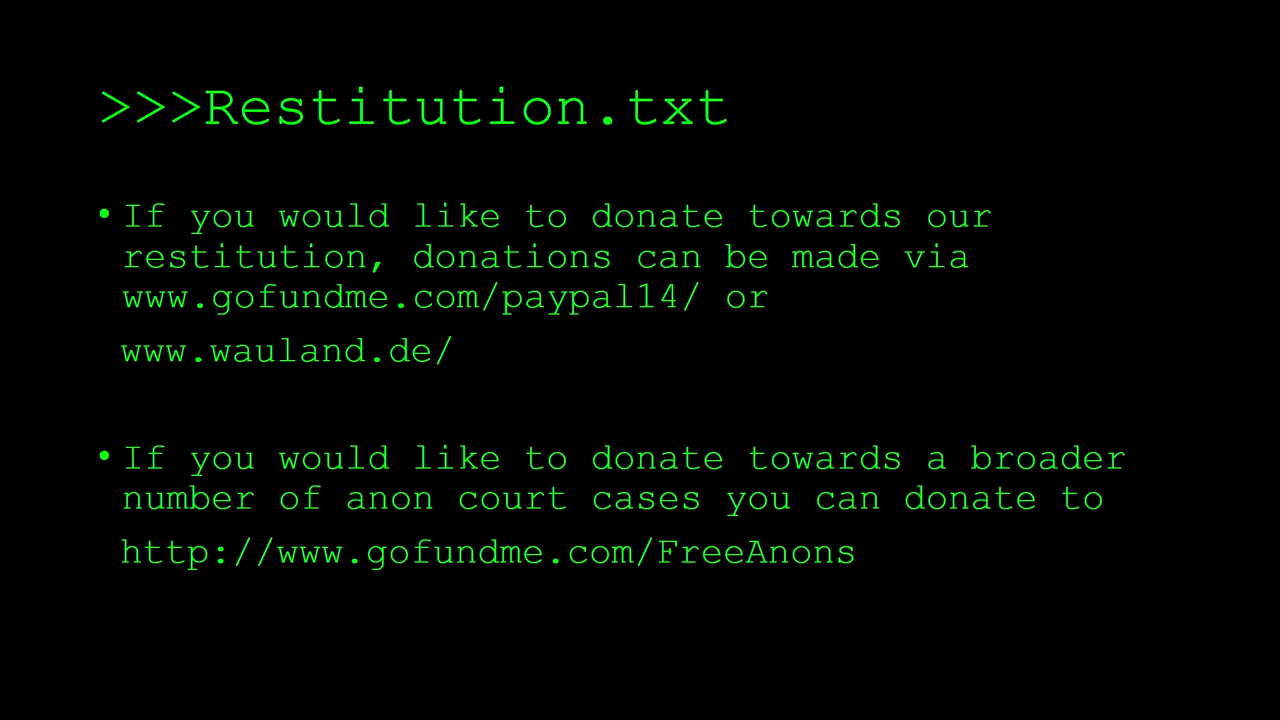 >>>Restitution.txt
• If you would like to donate towards our
restitution, donations can be made via
www.gofundme.com/paypal14/ or
www.wauland.de/
• If you would like to donate towards a broader
number of anon court cases you can donate to
http://www.gofundme.com/FreeAnons